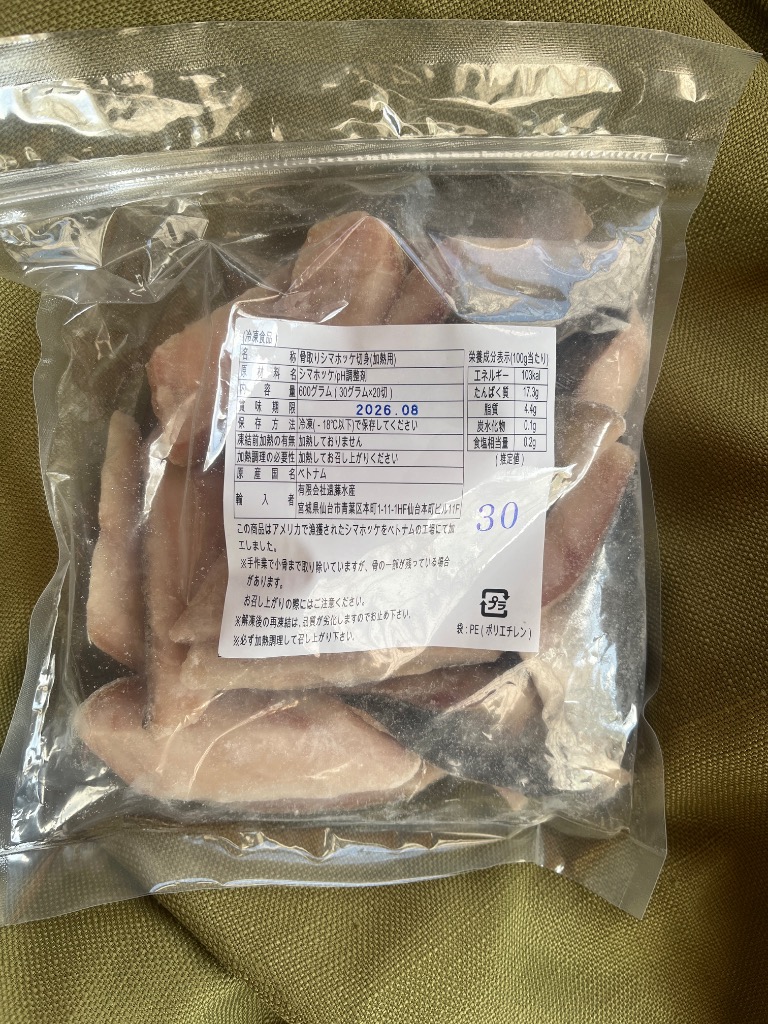 (冷凍食品)
名称 骨取りシマホッケ切身(加熱用)
原材料名 シマホッケ/pH調整剤
内容量 600グラム(30グラム×20切)
賞味期限 2026.08
保存方法 冷凍(-18℃以下)で保存してください
凍結前加熱の有無 加熱しておりません
加熱調理の必要性 加熱してお召し上がりください
原産国名 ベトナム
輸入者 有限会社遠藤水産
宮城県仙台市青葉区本町1-11-1HF仙台本町ビル11F
この商品はアメリカで漁獲されたシマホッケをベトナムの工場にて加
工しました。
※手作業で小骨まで取り除いていますが、骨の一部が残っている場合
があります。
お召し上がりの際にはご注意ください。
※解凍後の再凍結は、品質が劣化しますのでお止め下さい。
※必ず加熱調理して召し上がり下さい。
栄養成分表示(100g当たり)
エネルギー 103kal
たんぱく質 17.3g
脂質 4.4g
炭水化物 0.1g
食塩相当量 0.2g
(推定値)
30
プラ
袋:PE(ポリエチレン)